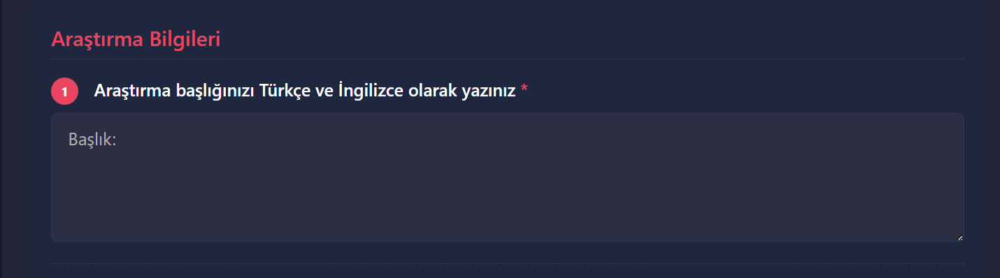 Araştırma Bilgileri
1 Araştırma başlığınızı Türkçe ve İngilizce olarak yazınız *
Başlık: